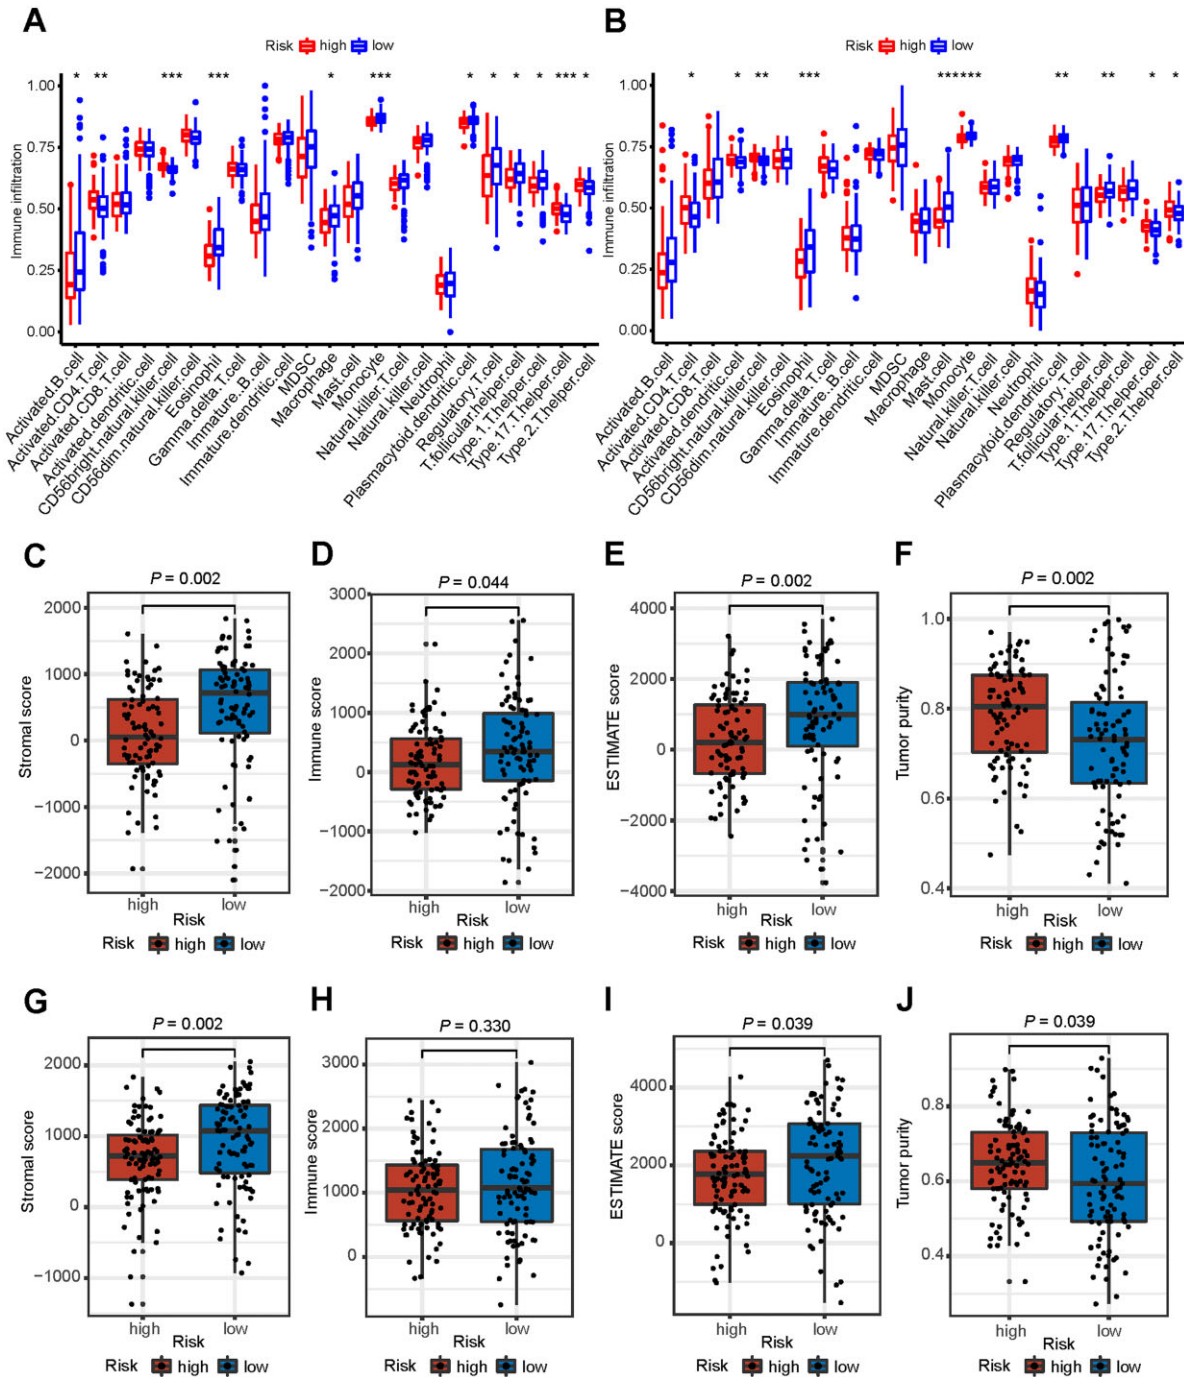 A
B
Risk high low
Risk high low
* ** *** *** * *** * * * * *** *
* * ** *** *** *** ** ** * *
Immune infiltration
1.00
0.75
0.50
0.25
0.00
Immune infiltration
1.00
0.75
0.50
0.25
0.00
Activated.B.cell
Activated.CD4.T.cell
Activated.CD8.T.cell
Activated.dendritic.cell
CD56bright.natural.killer.cell
CD56dim.natural.killer.cell
Eosinophil
Gamma.delta.T.cell
Immature.B.cell
Immature.dendritic.cell
MDSC
Macrophage
Mast.cell
Monocyte
Natural.killer.T.cell
Natural.killer.cell
Neutrophil
Plasmacytoid.dendritic.cell
Regulatory.T.cell
T.follicular.helper.cell
Type.1.T.helper.cell
Type.17.T.helper.cell
Type.2.T.helper.cell
Activated.B.cell
Activated.CD4.T.cell
Activated.CD8.T.cell
Activated.dendritic.cell
CD56bright.natural.killer.cell
CD56dim.natural.killer.cell
Eosinophil
Gamma.delta.T.cell
Immature.B.cell
Immature.dendritic.cell
MDSC
Macrophage
Mast.cell
Monocyte
Natural.killer.T.cell
Natural.killer.cell
Neutrophil
Plasmacytoid.dendritic.cell
Regulatory.T.cell
T.follicular.helper.cell
Type.1.T.helper.cell
Type.17.T.helper.cell
Type.2.T.helper.cell
C
P = 0.002
Stromal score
2000
1000
0
−1000
−2000
high low
Risk
Risk high low
D
P = 0.044
Immune score
3000
2000
1000
0
−1000
−2000
high low
Risk
Risk high low
E
P = 0.002
ESTIMATE score
4000
2000
0
−2000
−4000
high low
Risk
Risk high low
F
P = 0.002
Tumor purity
1.0
0.8
0.6
0.4
high low
Risk
Risk high low
G
P = 0.002
Stromal score
2000
1000
0
−1000
high low
Risk
Risk high low
H
P = 0.330
Immune score
3000
2000
1000
0
high low
Risk
Risk high low
I
P = 0.039
ESTIMATE score
4000
2000
0
high low
Risk
Risk high low
J
P = 0.039
Tumor purity
0.8
0.6
0.4
high low
Risk
Risk high low